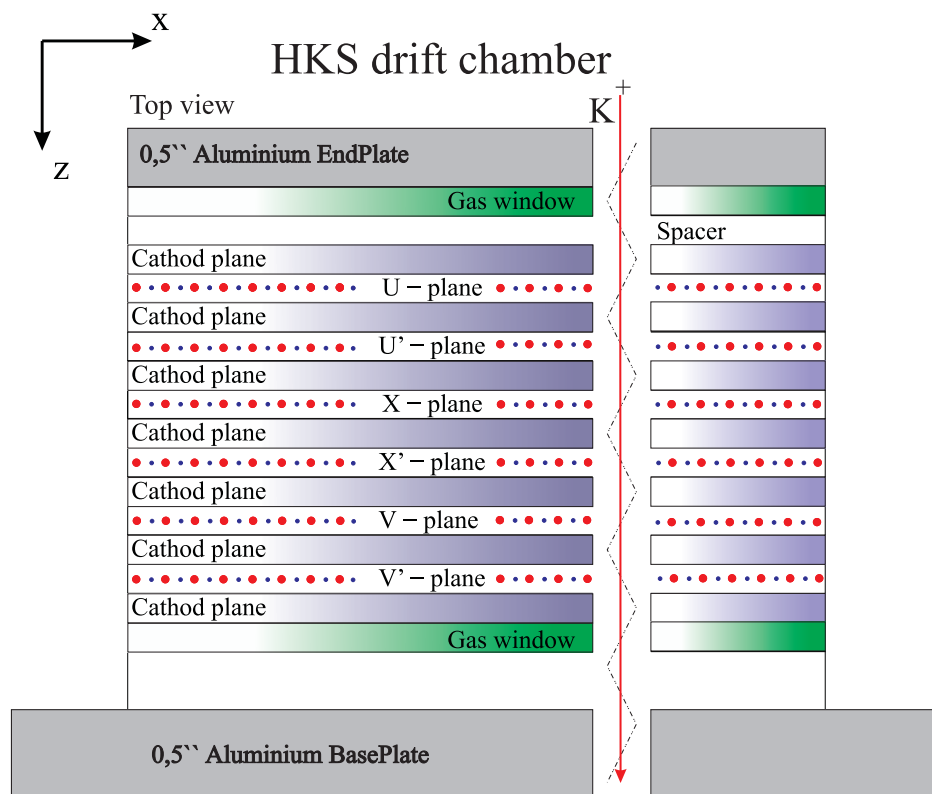 x
HKS drift chamber
+
K
Top view
z
0,5`` Aluminium EndPlate
Gas window
Spacer
Cathod plane
U – plane
Cathod plane
U’ – plane
Cathod plane
X – plane
Cathod plane
X’ – plane
Cathod plane
V – plane
Cathod plane
V’ – plane
Cathod plane
Gas window
0,5`` Aluminium BasePlate